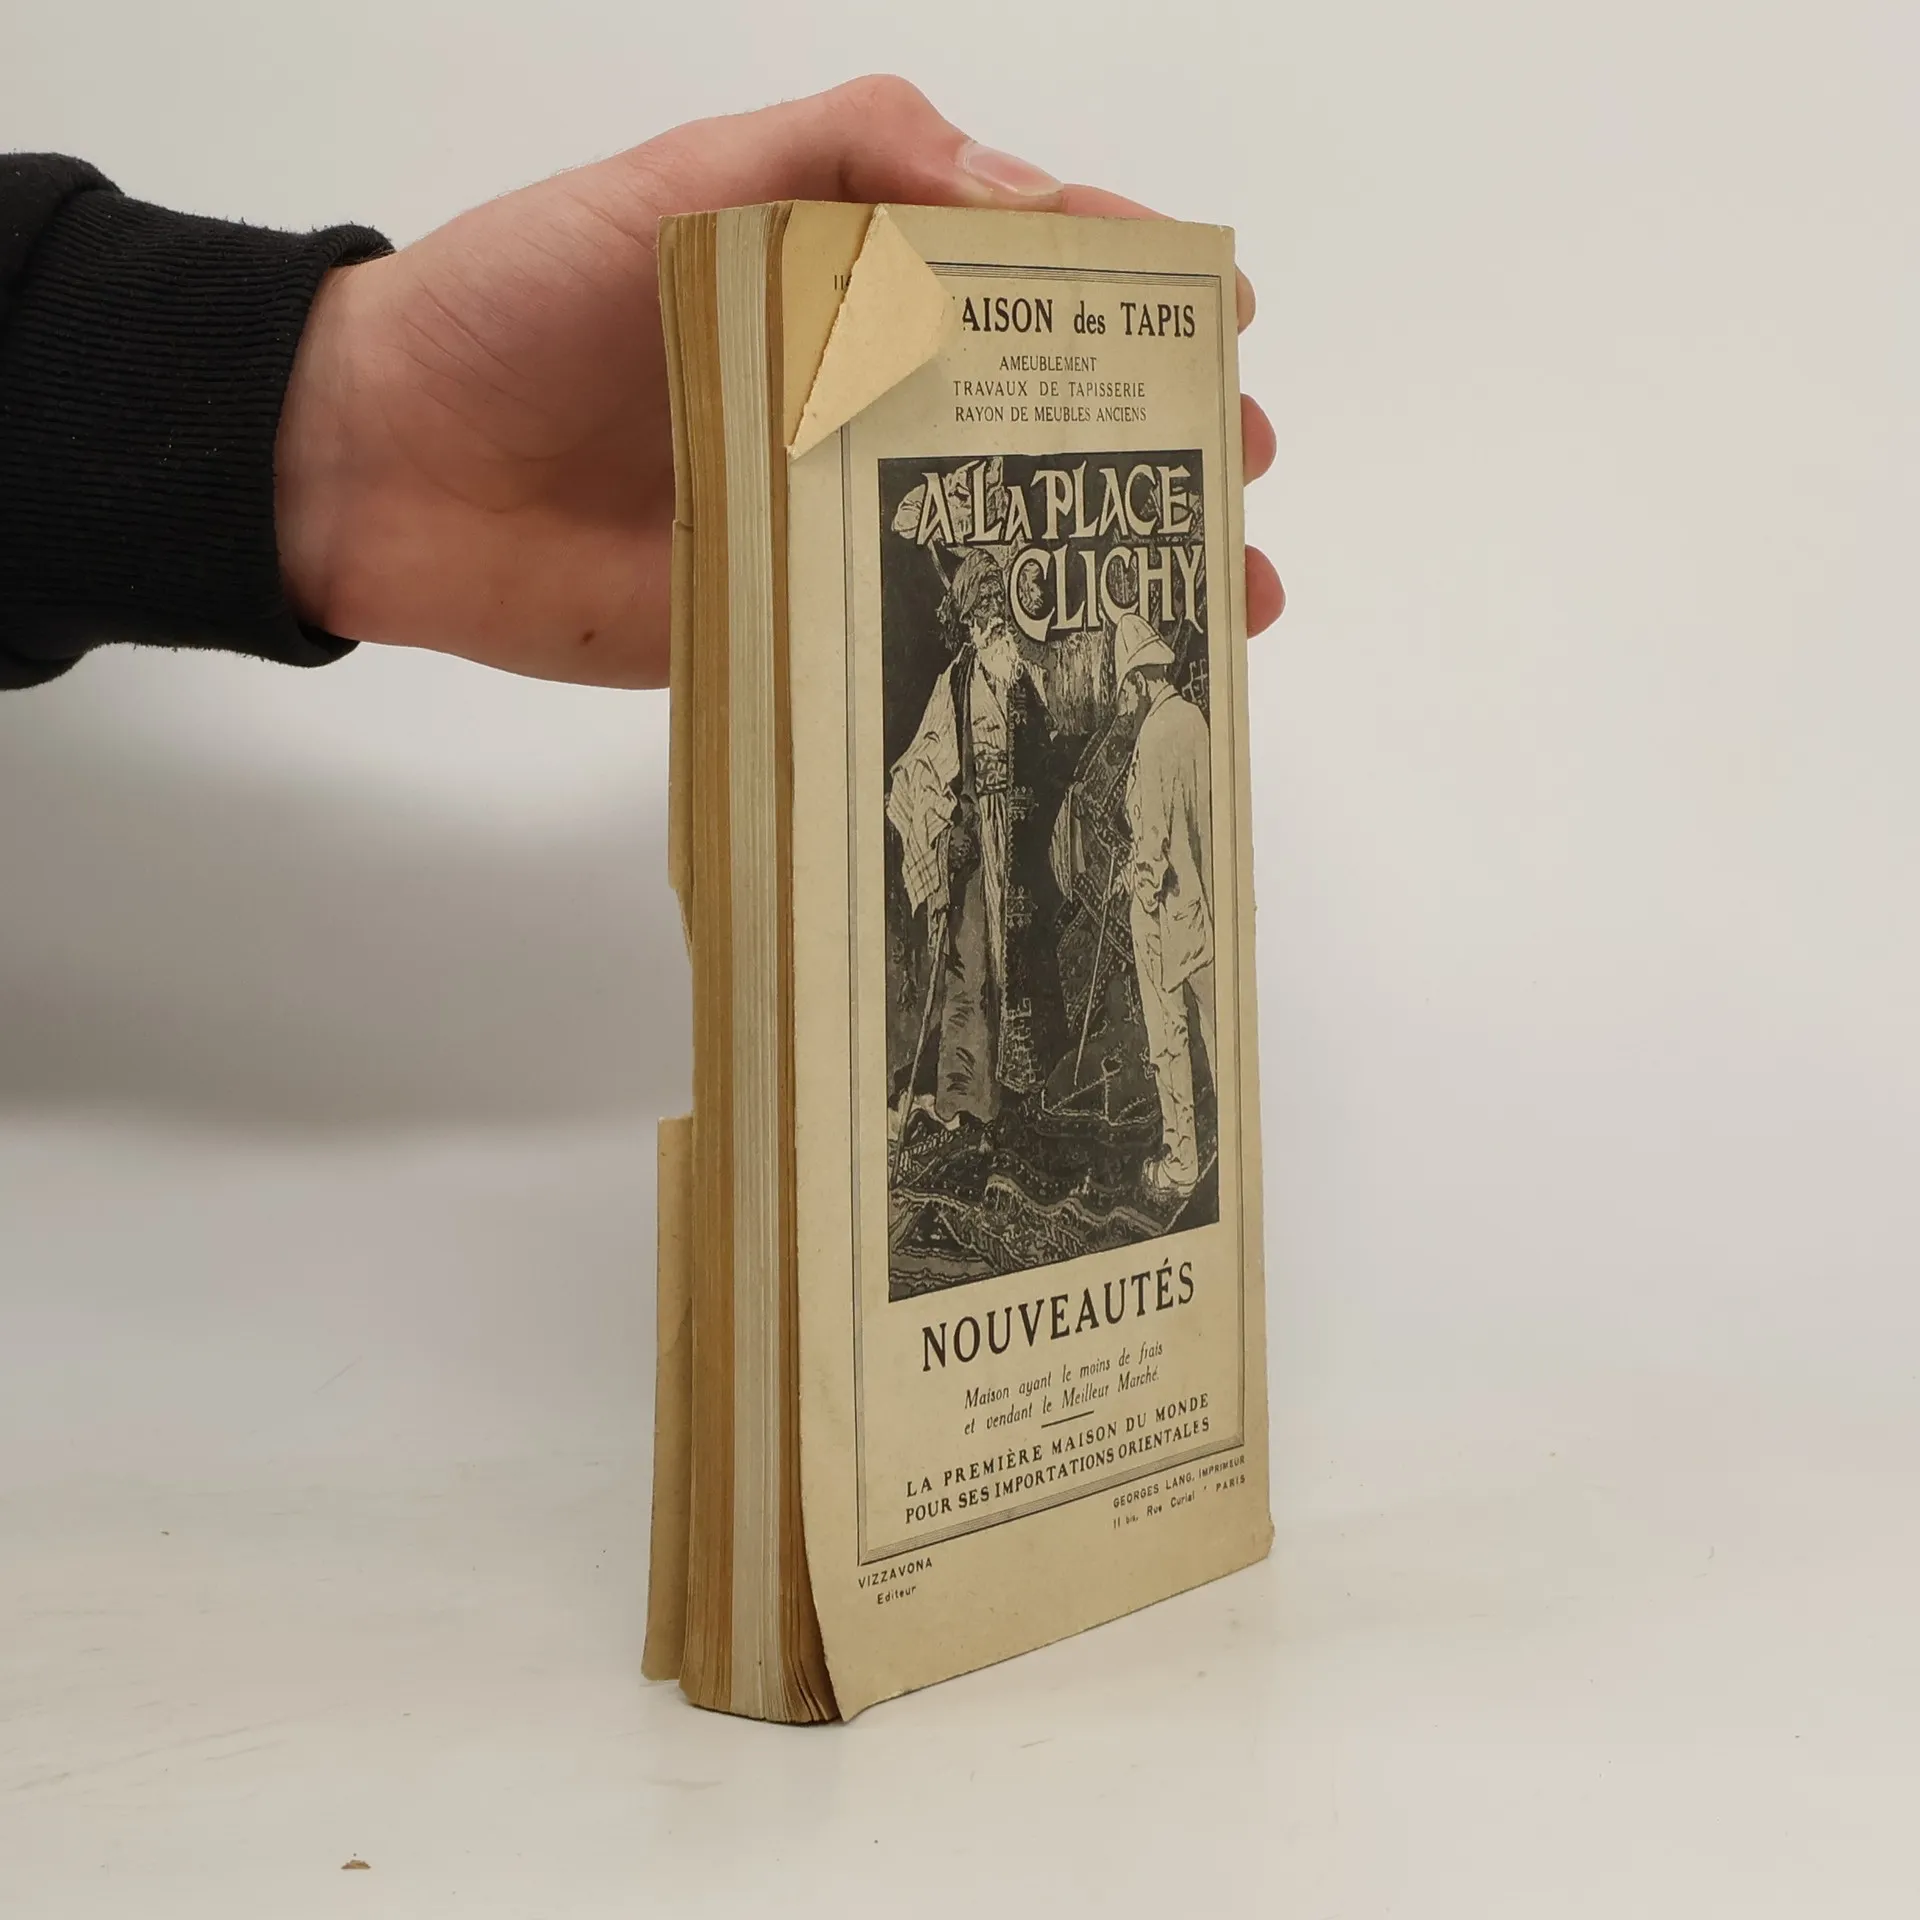 AISON des TAPIS
AMEUBLEMENT
TRAVAUX DE TAPISSERIE
RAYON DE MEUBLES ANCIENS
A LA PLACE
CLICHY
NOUVEAUTÉS
Maison ayant le moins de frais
et vendant le Meilleur Marché.
LA PREMIÈRE MAISON DU MONDE
POUR SES IMPORTATIONS ORIENTALES
GEORGES LANG, IMPRIMEUR
11 bis, Rue Curial * PARIS
VIZZAVONA
Editeur